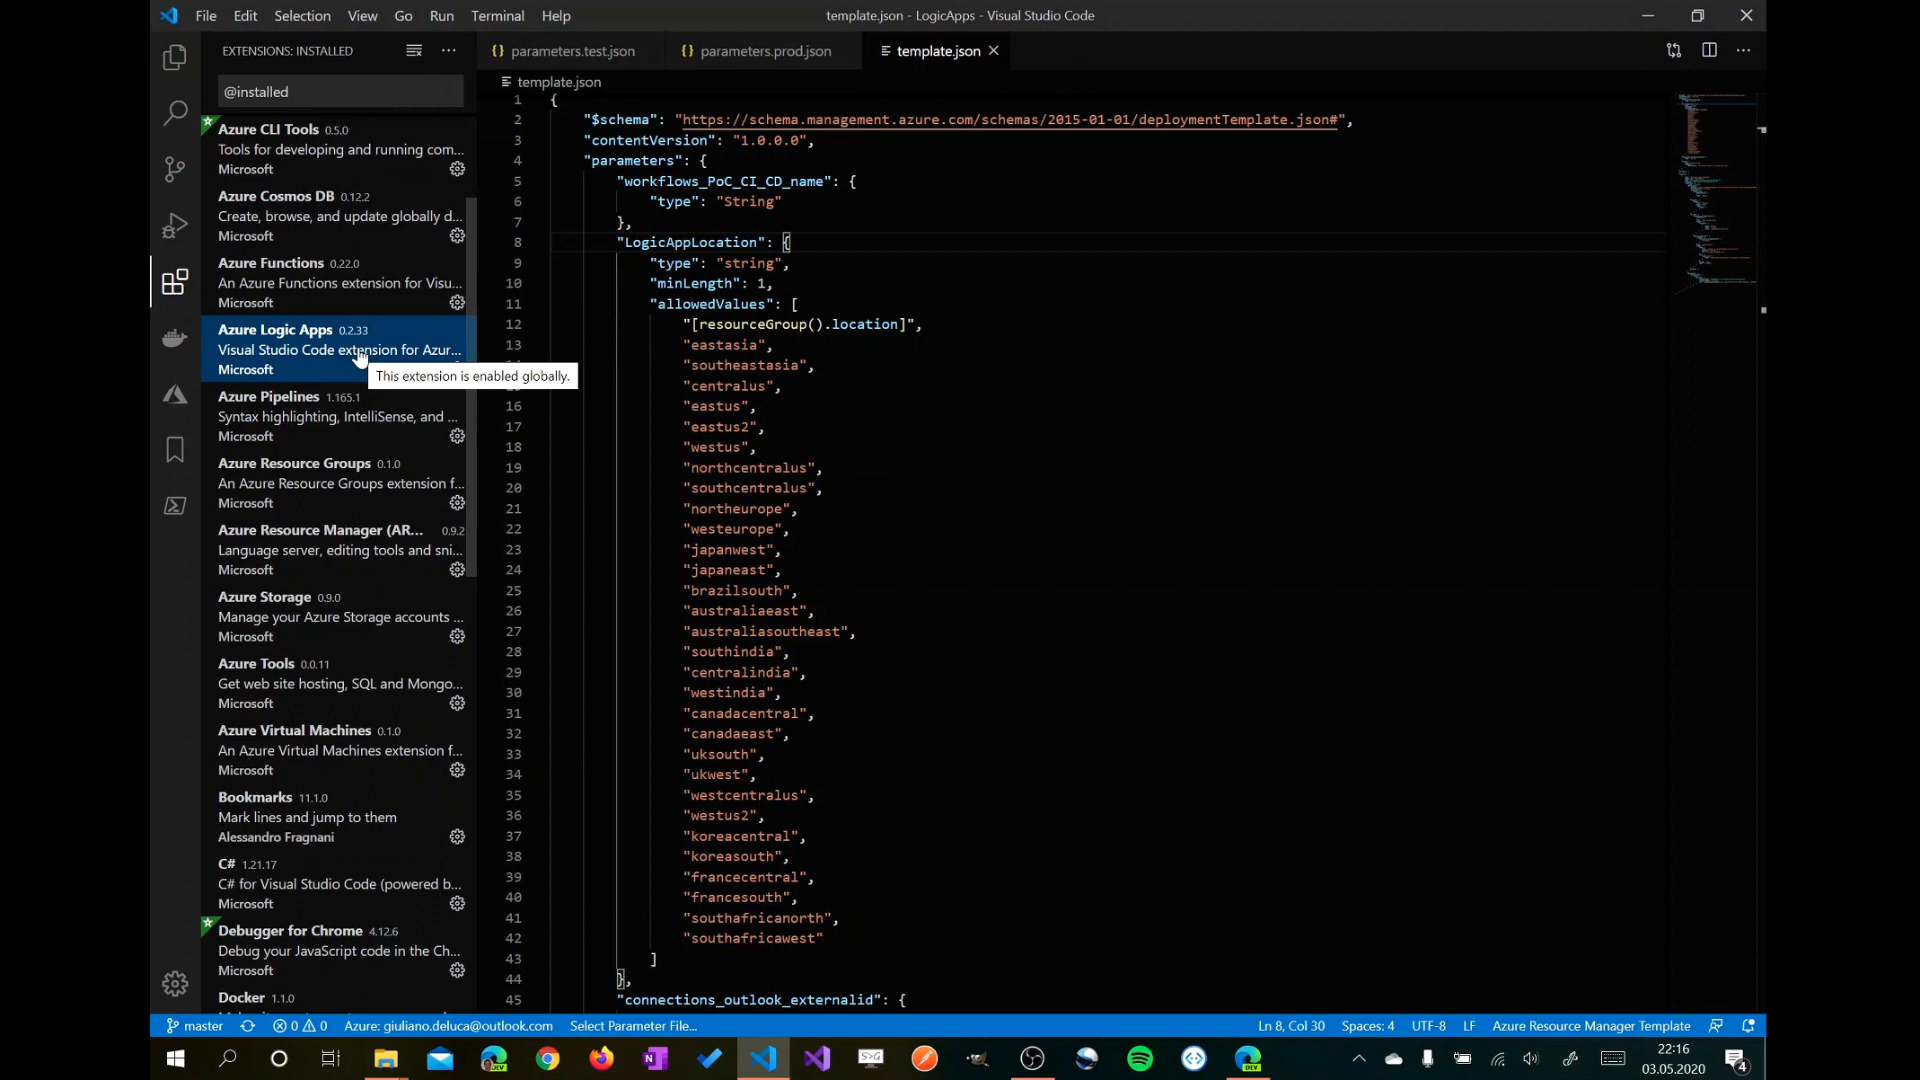 File Edit Selection View Go Run Terminal Help
template.json - LogicApps - Visual Studio Code
EXTENSIONS: INSTALLED
@installed
Azure CLI Tools 0.5.0
Tools for developing and running com...
Microsoft
Azure Cosmos DB 0.12.2
Create, browse, and update globally d...
Microsoft
Azure Functions 0.22.0
An Azure Functions extension for Visu...
Microsoft
Azure Logic Apps 0.2.33
Visual Studio Code extension for Azur...
Microsoft
This extension is enabled globally.
Azure Pipelines 1.165.1
Syntax highlighting, IntelliSense, and ...
Microsoft
Azure Resource Groups 0.1.0
An Azure Resource Groups extension f...
Microsoft
Azure Resource Manager (AR... 0.9.2
Language server, editing tools and sni...
Microsoft
Azure Storage 0.9.0
Manage your Azure Storage accounts ...
Microsoft
Azure Tools 0.0.11
Get web site hosting, SQL and Mongo...
Microsoft
Azure Virtual Machines 0.1.0
An Azure Virtual Machines extension f...
Microsoft
Bookmarks 11.1.0
Mark lines and jump to them
Alessandro Fragnani
C# 1.21.17
C# for Visual Studio Code (powered b...
Microsoft
Debugger for Chrome 4.12.6
Debug your JavaScript code in the Ch...
Microsoft
Docker 1.1.0
parameters.test.json parameters.prod.json template.json
template.json
1 {
2 "$schema": "https://schema.management.azure.com/schemas/2015-01-01/deploymentTemplate.json#",
3 "contentVersion": "1.0.0.0",
4 "parameters": {
5 "workflows_PoC_CI_CD_name": {
6 "type": "String"
7 },
8 "LogicAppLocation": {
9 "type": "string",
10 "minLength": 1,
11 "allowedValues": [
12 "[resourceGroup().location]",
13 "eastasia",
"southeastasia",
"centralus",
16 "eastus",
17 "eastus2",
18 "westus",
19 "northcentralus",
20 "southcentralus",
21 "northeurope",
22 "westeurope",
23 "japanwest",
24 "japaneast",
25 "brazilsouth",
26 "australiaeast",
27 "australiasoutheast",
28 "southindia",
29 "centralindia",
30 "westindia",
31 "canadacentral",
32 "canadaeast",
33 "uksouth",
34 "ukwest",
35 "westcentralus",
36 "westus2",
37 "koreacentral",
38 "koreasouth",
39 "francecentral",
40 "francesouth",
41 "southafricanorth",
42 "southafricawest"
43 ]
44 },
45 "connections_outlook_externalid": {
master 0 0 Azure: giuliano.deluca@outlook.com Select Parameter File... Ln 8, Col 30 Spaces: 4 UTF-8 LF Azure Resource Manager Template
22:16
03.05.2020
4